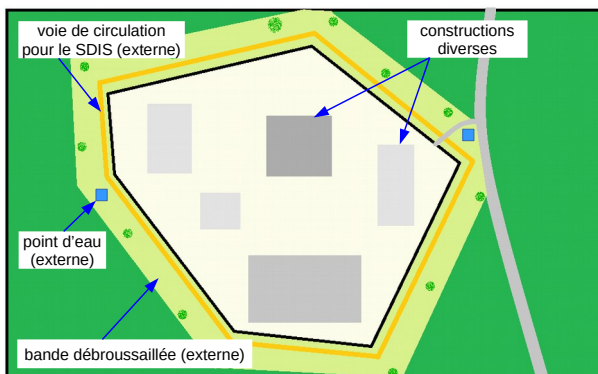 voie de circulation
pour le SDIS (externe)
constructions
diverses
point d'eau
(externe)
bande débroussaillée (externe)